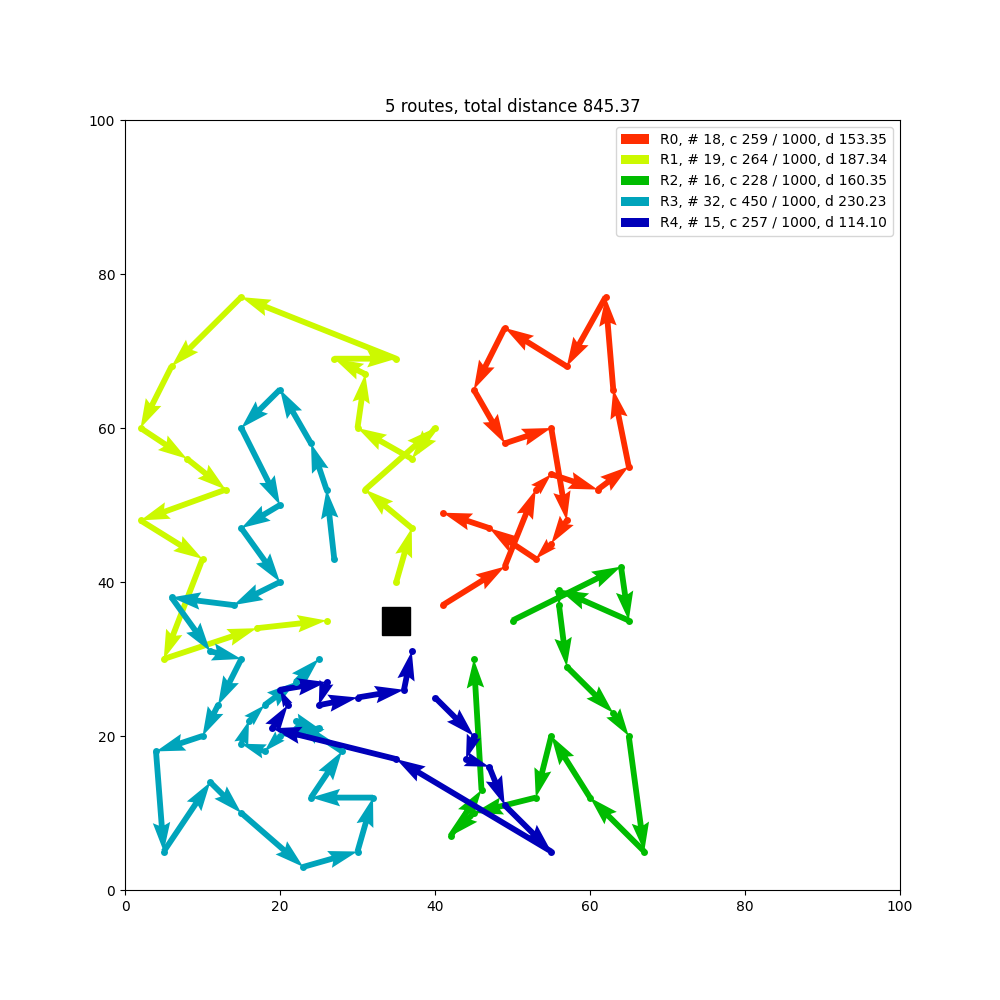 5 routes, total distance 845.37
R0, # 18, c 259 / 1000, d 153.35
R1, # 19, c 264 / 1000, d 187.34
R2, # 16, c 228 / 1000, d 160.35
R3, # 32, c 450 / 1000, d 230.23
R4, # 15, c 257 / 1000, d 114.10
100
80
60
40
20
0
0 20 40 60 80 100